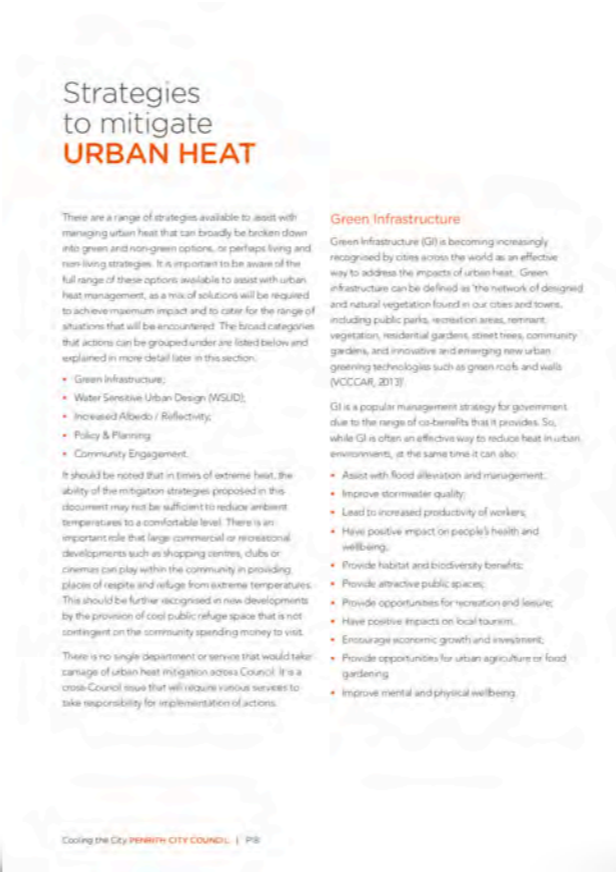 Strategies
to mitigate
URBAN HEAT
There are a range of strategies available to assist with
managing urban heat that can broadly be broken down
into green and non-green options, or perhaps living and
non-living strategies. It is important to be aware of the
full range of these options available to assist with urban
heat management, as a mix of solutions will be required
to achieve maximum impact and to cater for the range of
situations that will be encountered. The broad categories
that actions can be grouped under are listed below and
explained in more detail later in this section.
• Green Infrastructure;
• Water Sensitive Urban Design (WSUD);
• Increased Albedo / Reflectivity;
• Policy & Planning
• Community Engagement.
It should be noted that in times of extreme heat, the
ability of the mitigation strategies proposed in this
document may not be sufficient to reduce ambient
temperatures to a comfortable level. There is an
important role that large commercial or recreational
developments such as shopping centres, clubs or
cinemas can play within the community in providing
places of respite and refuge from extreme temperatures.
This should be further recognised in new developments
by the provision of cool public refuge space that is not
contingent on the community spending money to visit.
There is no single department or service that would take
carriage of urban heat mitigation across Council. It is a
cross-Council issue that will require various services to
take responsibility for implementation of actions.
Green Infrastructure
Green Infrastructure (GI) is becoming increasingly
recognised by cities across the world as an effective
way to address the impacts of urban heat. Green
infrastructure can be defined as 'the network of designed
and natural vegetation found in our cities and towns,
including public parks, recreation areas, remnant
vegetation, residential gardens, street trees, community
gardens, and innovative and emerging new urban
greening technologies such as green roofs and walls
(VCCCAR, 2013)'.
GI is a popular management strategy for government
due to the range of co-benefits that it provides. So,
while GI is often an effective way to reduce heat in urban
environments, at the same time it can also:
• Assist with flood alleviation and management;
• Improve stormwater quality;
• Lead to increased productivity of workers;
• Have positive impact on people's health and
wellbeing;
• Provide habitat and biodiversity benefits;
• Provide attractive public spaces;
• Provide opportunities for recreation and leisure;
• Have positive impacts on local tourism;
• Encourage economic growth and investment;
• Provide opportunities for urban agriculture or food
gardening
• Improve mental and physical wellbeing.
Cooling the City PENRITH CITY COUNCIL | P18